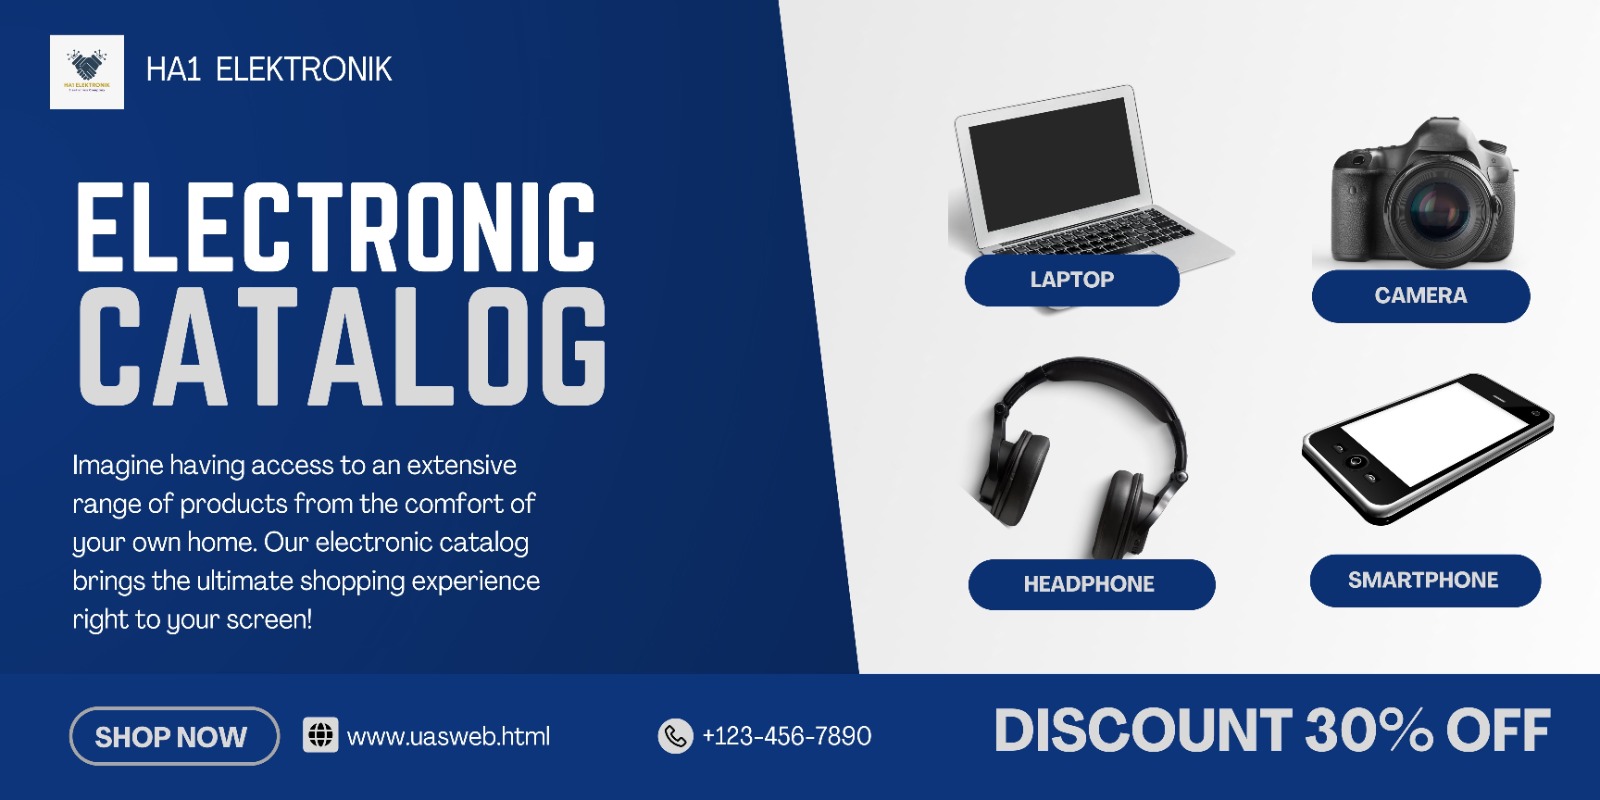 HA1 ELEKTRONIK
HA1 ELEKTRONIK
ELECTRONIC
CATALOG
Imagine having access to an extensive
range of products from the comfort of
your own home. Our electronic catalog
brings the ultimate shopping experience
right to your screen!
LAPTOP
CAMERA
HEADPHONE
SMARTPHONE
SHOP NOW
www.uasweb.html
+123-456-7890
DISCOUNT 30% OFF